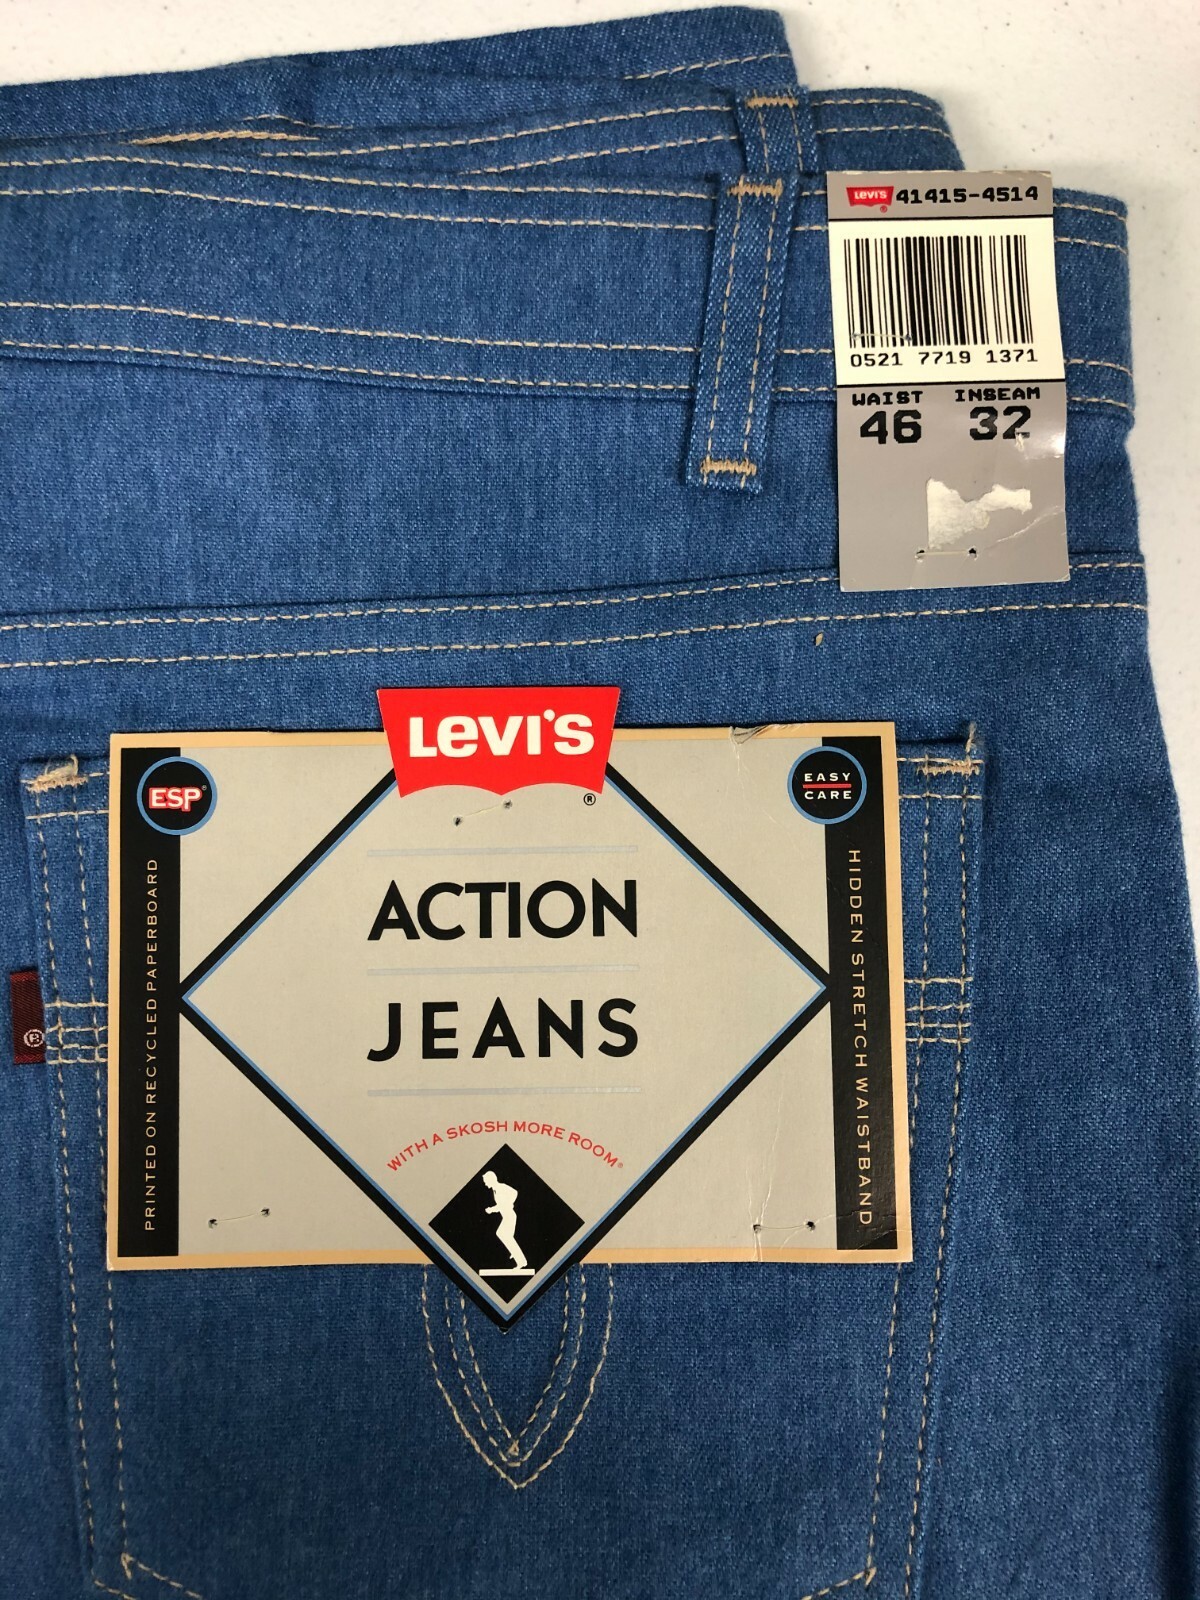 Levi's 41415-4514
®
0521 7719 1371
WAIST INSEAM
46 32
LEVI'S
®
ESP®
EASY
CARE
ACTION
JEANS
WITH A SKOSH MORE ROOM®
PRINTED ON RECYCLED PAPERBOARD
HIDDEN STRETCH WAISTBAND
®